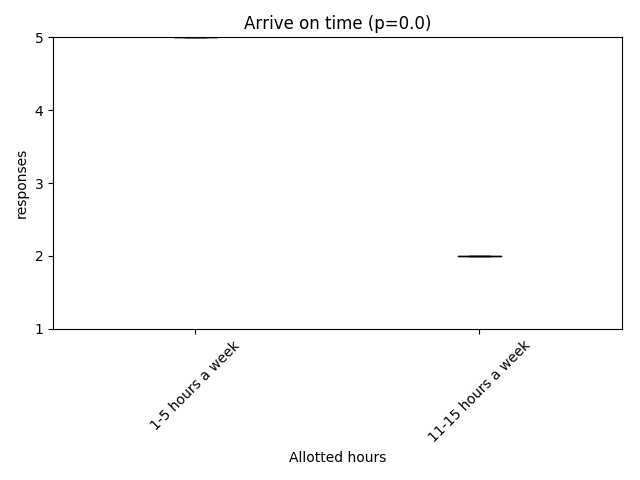 Arrive on time (p=0.0)
5
4
3
2
1
responses
1-5 hours a week
11-15 hours a week
Allotted hours